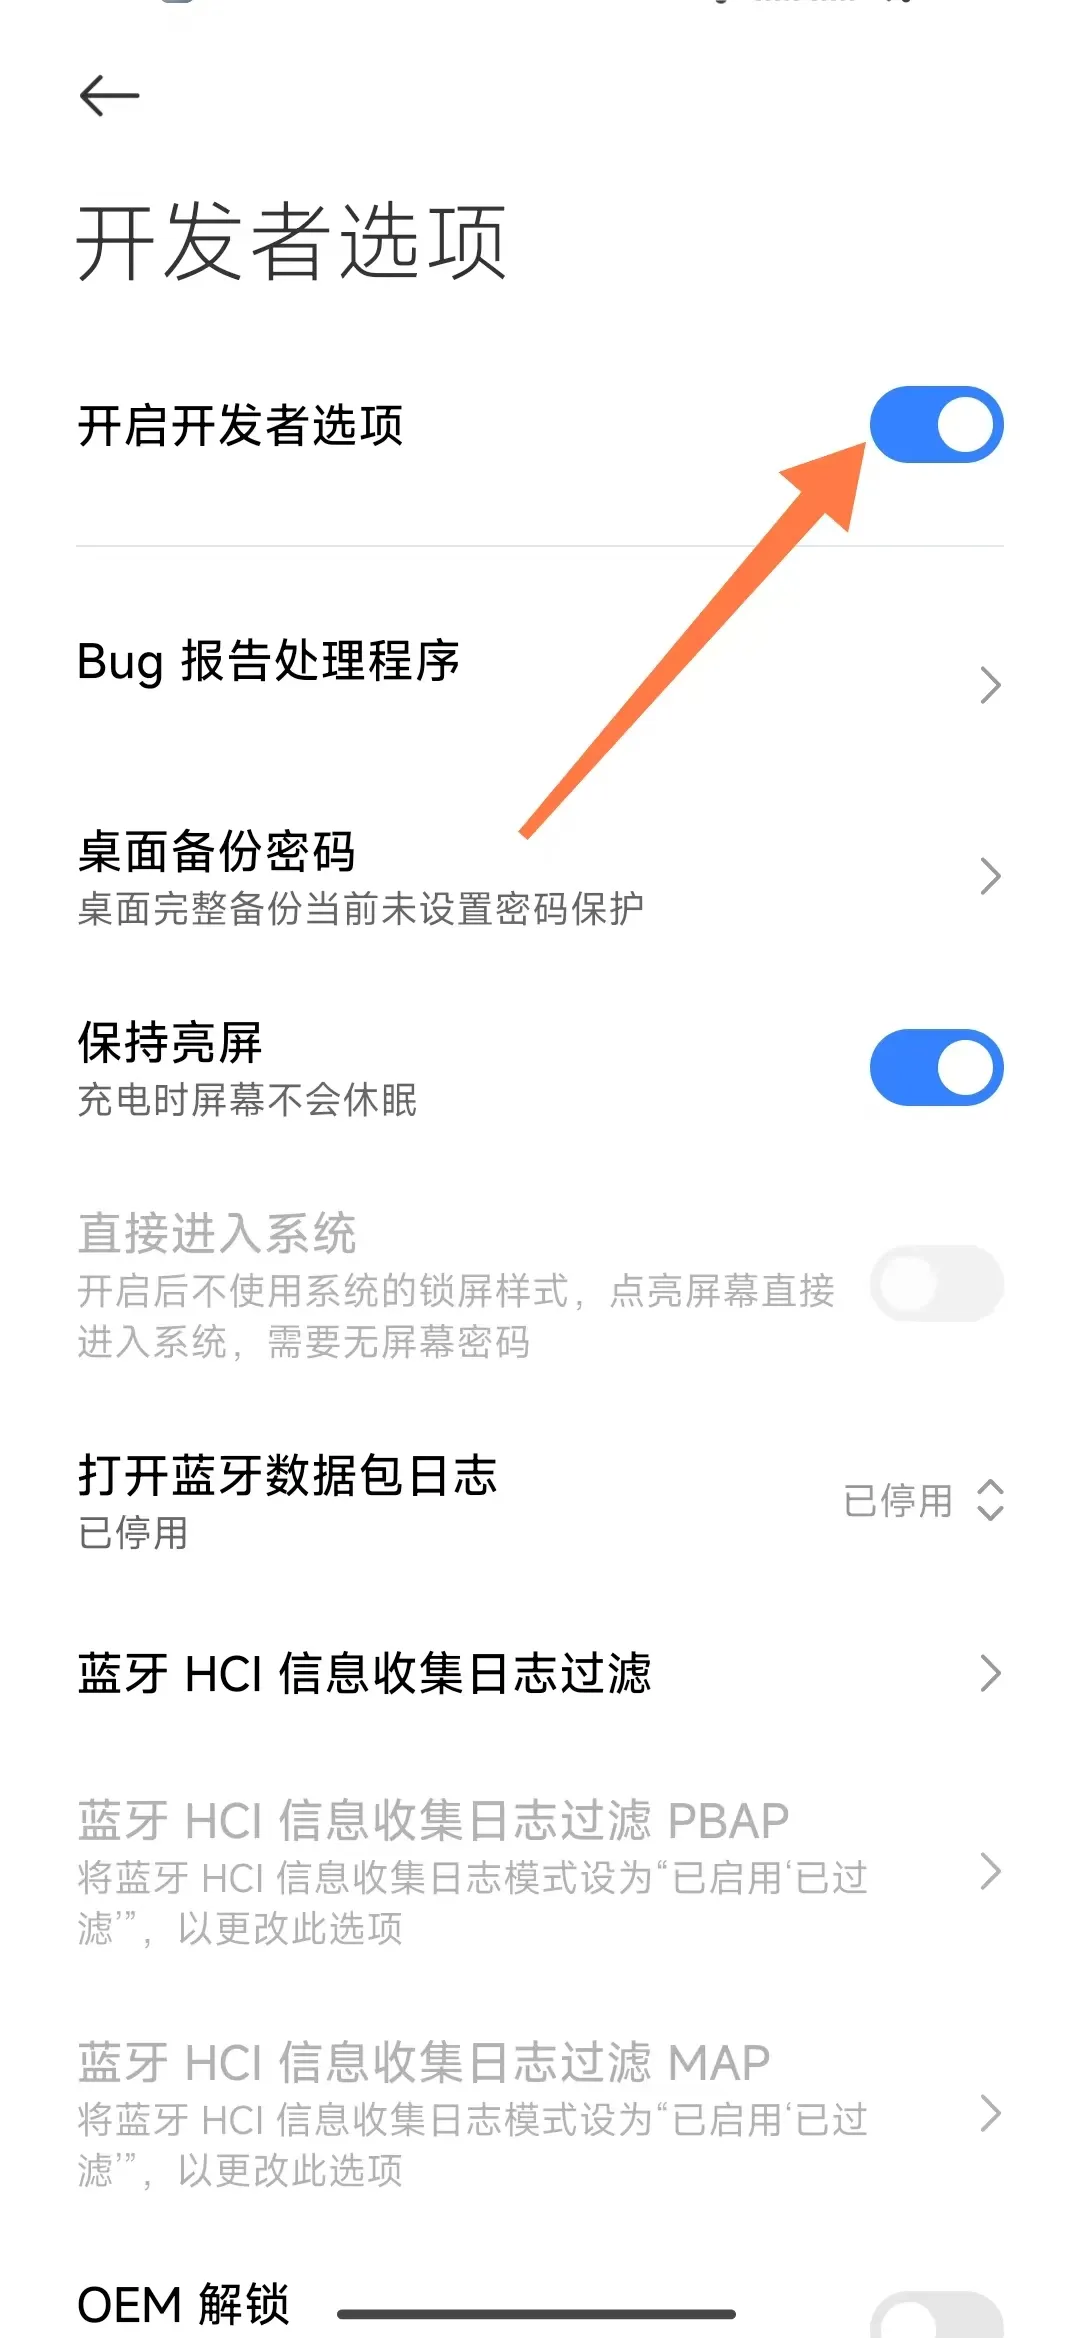 开发者选项
开启开发者选项
Bug 报告处理程序
桌面备份密码
桌面完整备份当前未设置密码保护
保持亮屏
充电时屏幕不会休眠
直接进入系统
开启后不使用系统的锁屏样式，点亮屏幕直接
进入系统，需要无屏幕密码
打开蓝牙数据包日志
已停用
已停用
蓝牙 HCI 信息收集日志过滤
蓝牙 HCI 信息收集日志过滤 PBAP
将蓝牙 HCI 信息收集日志模式设为“已启用‘已过
滤’”，以更改此选项
蓝牙 HCI 信息收集日志过滤 MAP
将蓝牙 HCI 信息收集日志模式设为“已启用‘已过
滤’”，以更改此选项
OEM 解锁